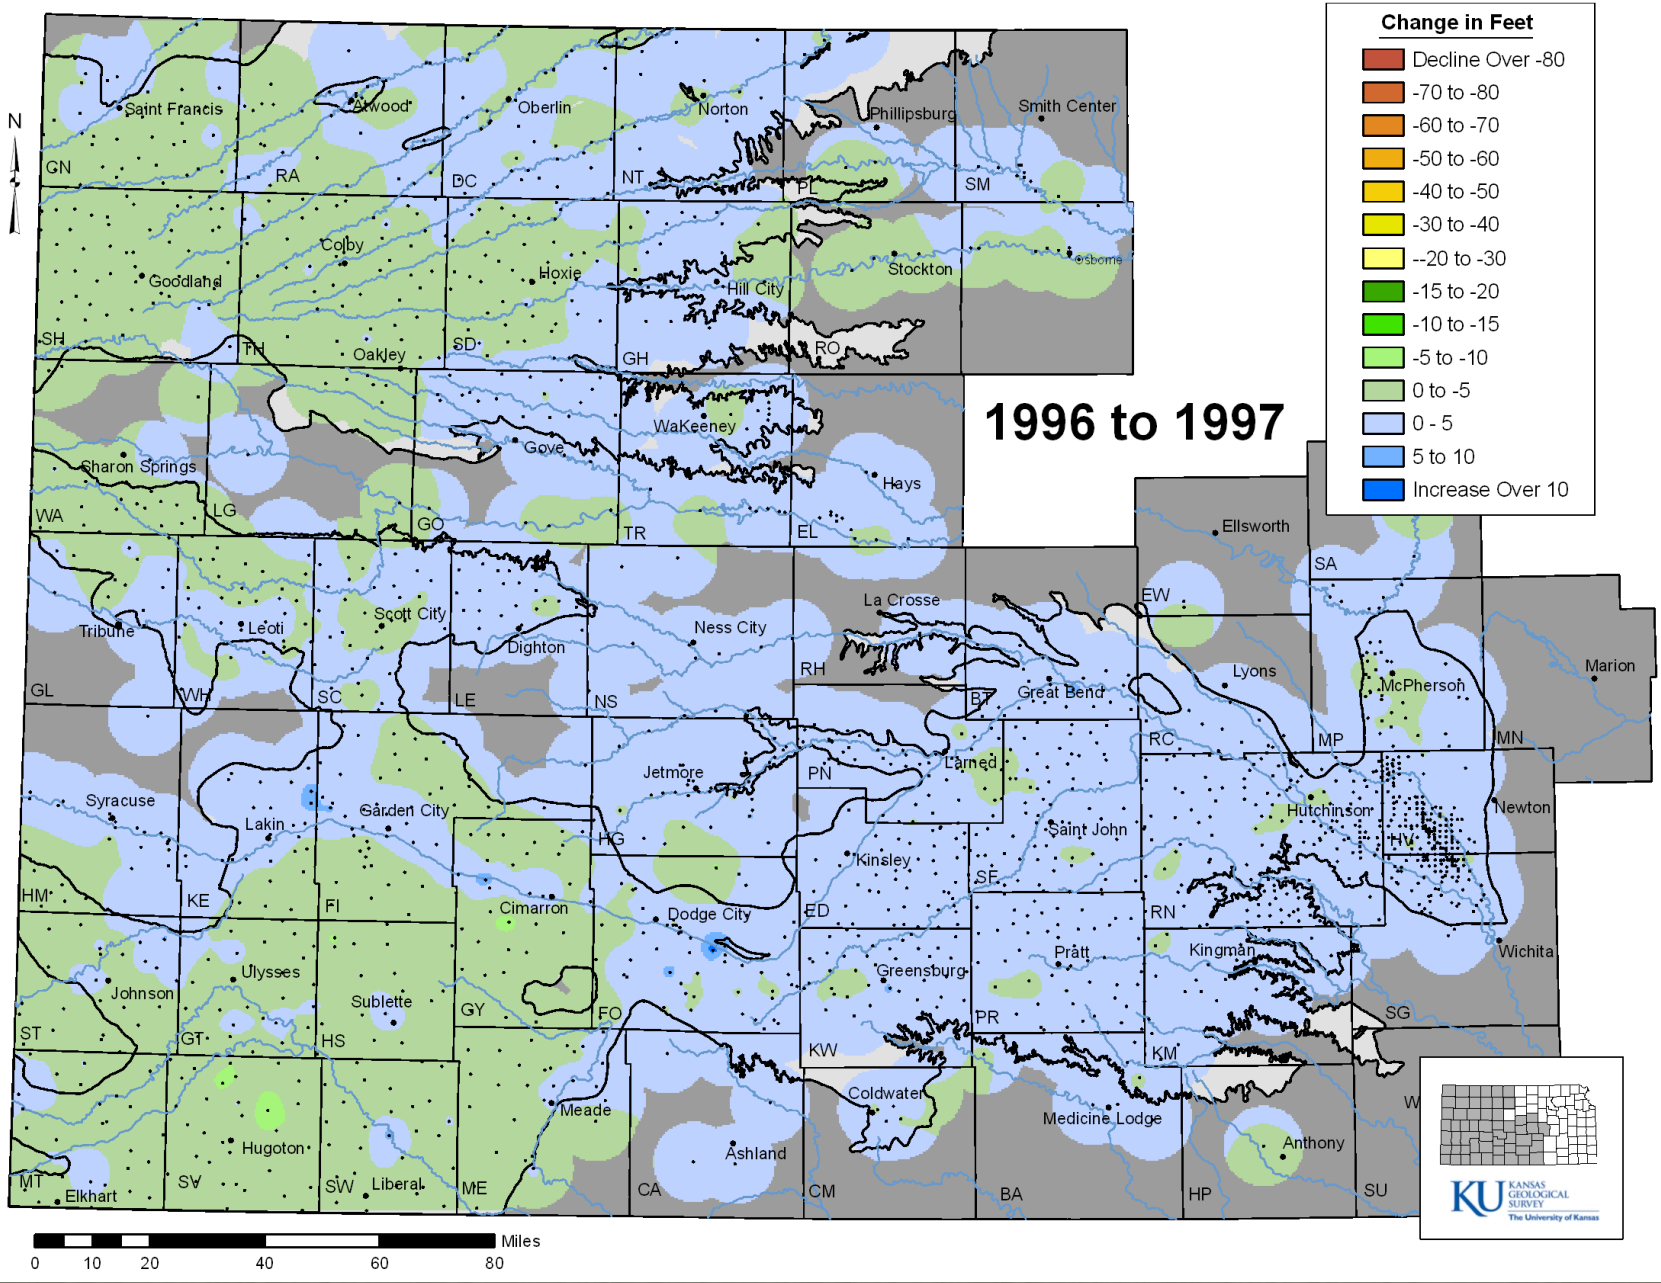 Change in Feet
Decline Over -80
-70 to -80
-60 to -70
-50 to -60
-40 to -50
-30 to -40
--20 to -30
-15 to -20
-10 to -15
-5 to -10
0 to -5
0 - 5
5 to 10
Increase Over 10
1996 to 1997
N
Saint Francis
Atwood
Oberlin
Norton
Phillipsburg
Smith Center
CN
RA
DC
NT
PL
SM
Goodland
Colby
Hoxie
Hill City
Stockton
Osborne
SH
TH
Oakley
SD
GH
RO
Sharon Springs
Gove
WaKeeney
Hays
WA
LG
GO
TR
EL
Ellsworth
SA
Tribune
Leoti
Scott City
Dighton
Ness City
La Crosse
EW
Great Bend
Lyons
McPherson
Marion
GL
WH
SC
LE
NS
RH
BT
RC
MP
MN
Syracuse
Lakin
Garden City
Jetmore
PN
Larned
Saint John
Hutchinson
Newton
HV
HM
KE
FI
HG
Kinsley
ED
SF
RN
Cimarron
Dodge City
Johnson
Ulysses
Sublette
Greensburg
Pratt
Kingman
Wichita
ST
GT
HS
GY
FO
KW
PR
KM
SG
Hugoton
Meade
Ashland
Coldwater
Medicine Lodge
Anthony
W
MT
Elkhart
SV
SW
Liberal
ME
CA
CM
BA
HP
SU
0 10 20 40 60 80
Miles
KU
KANSAS
GEOLOGICAL
SURVEY
The University of Kansas